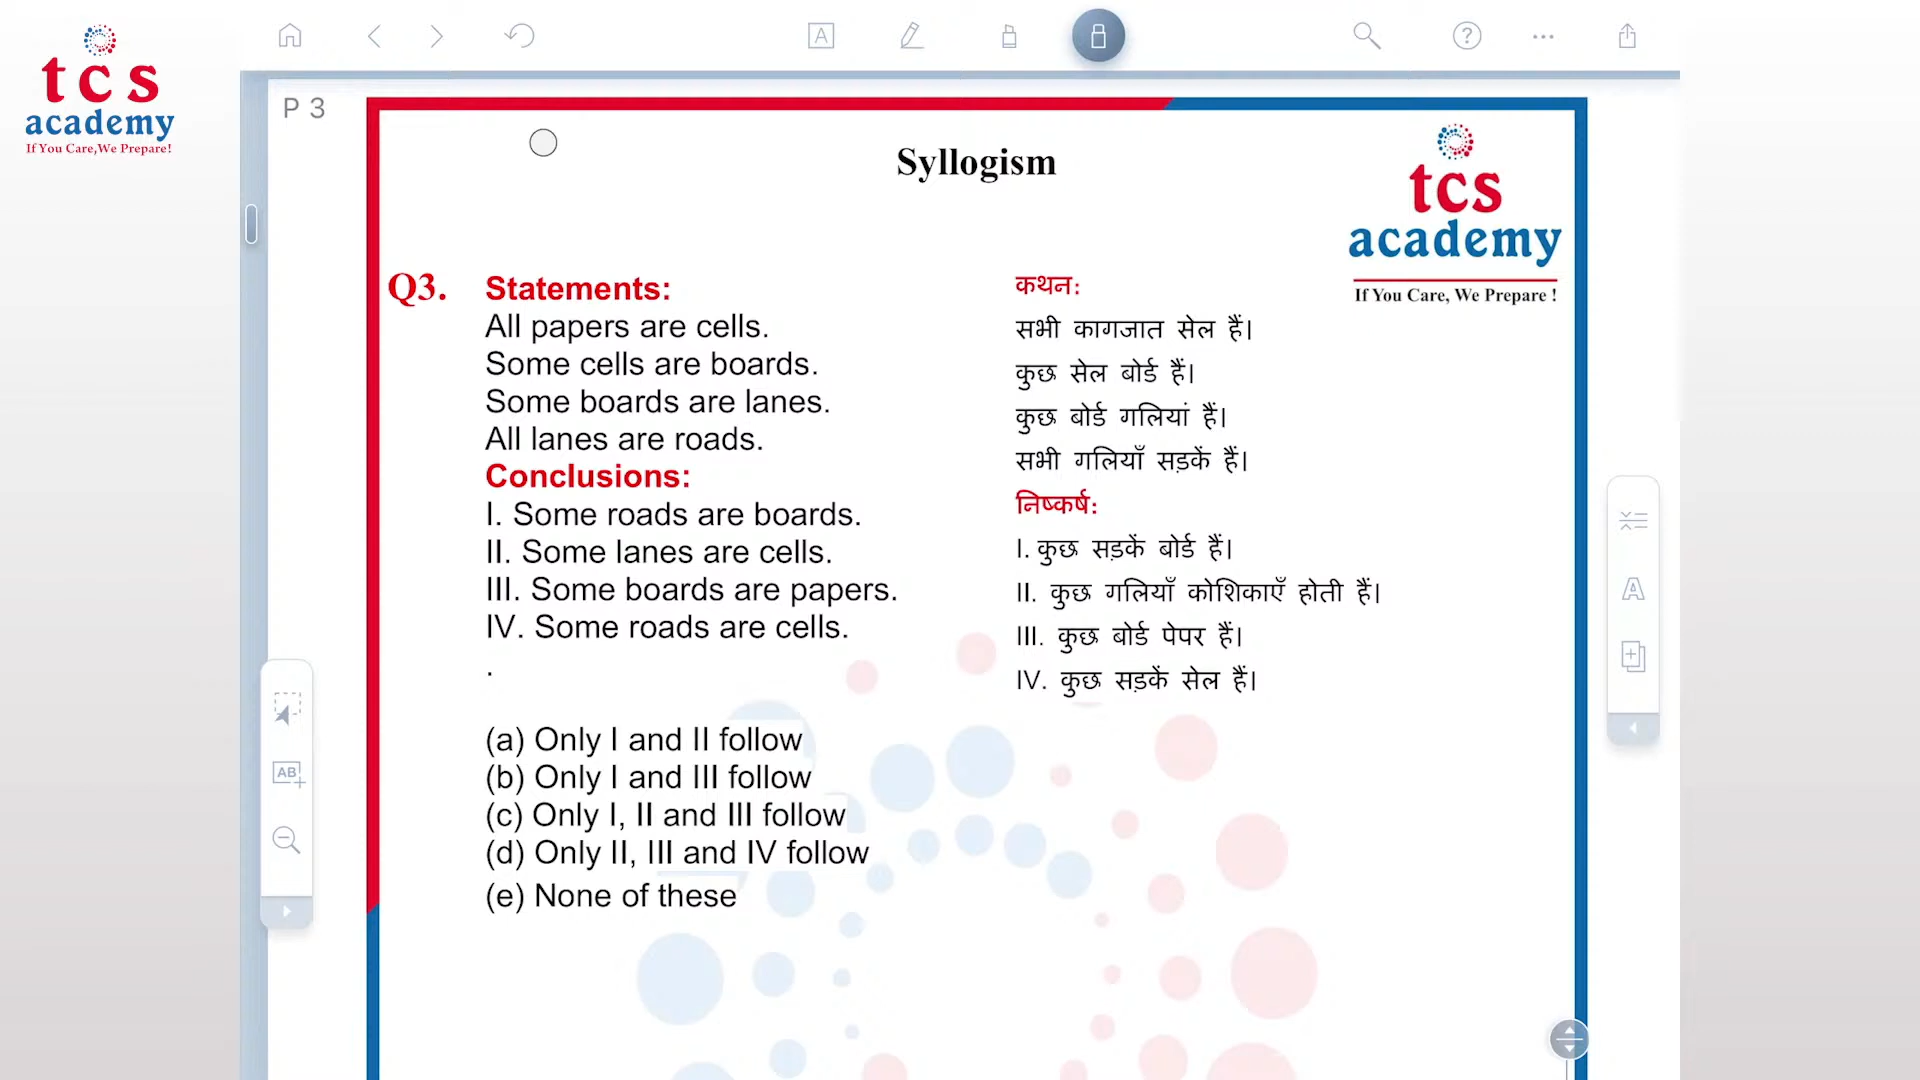 tcs
academy
If You Care,We Prepare!
A
?
P 3
Syllogism
tcs
academy
If You Care, We Prepare !
Q3.
Statements:
All papers are cells.
Some cells are boards.
Some boards are lanes.
All lanes are roads.
Conclusions:
I. Some roads are boards.
II. Some lanes are cells.
III. Some boards are papers.
IV. Some roads are cells.
.
(a) Only I and II follow
(b) Only I and III follow
(c) Only I, II and III follow
(d) Only II, III and IV follow
(e) None of these
कथन:
सभी कागजात सेल हैं।
कुछ सेल बोर्ड हैं।
कुछ बोर्ड गलियां हैं।
सभी गलियाँ सड़कें हैं।
निष्कर्ष:
I. कुछ सड़कें बोर्ड हैं।
II. कुछ गलियाँ कोशिकाएँ होती हैं।
III. कुछ बोर्ड पेपर हैं।
IV. कुछ सड़कें सेल हैं।
AB
A